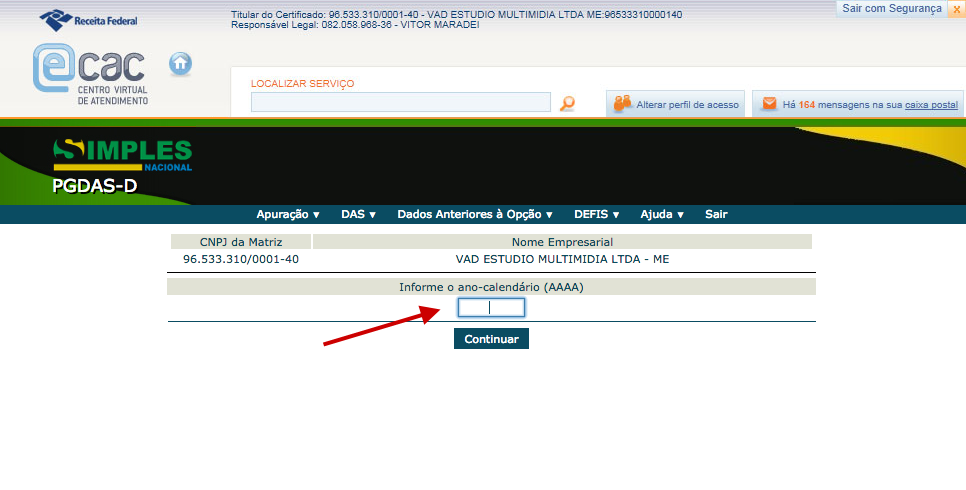 Receita Federal
Titular do Certificado: 96.533.310/0001-40 - VAD ESTUDIO MULTIMIDIA LTDA ME:96533310000140
Responsável Legal: 082.058.968-36 - VITOR MARADEI
Sair com Segurança x
e cac
CENTRO VIRTUAL
DE ATENDIMENTO
LOCALIZAR SERVIÇO
Alterar perfil de acesso
Há 164 mensagens na sua caixa postal
SIMPLES
NACIONAL
PGDAS-D
Apuração ▼ DAS ▼ Dados Anteriores à Opção ▼ DEFIS ▼ Ajuda ▼ Sair
CNPJ da Matriz Nome Empresarial
96.533.310/0001-40 VAD ESTUDIO MULTIMIDIA LTDA - ME
Informe o ano-calendário (AAAA)
Continuar